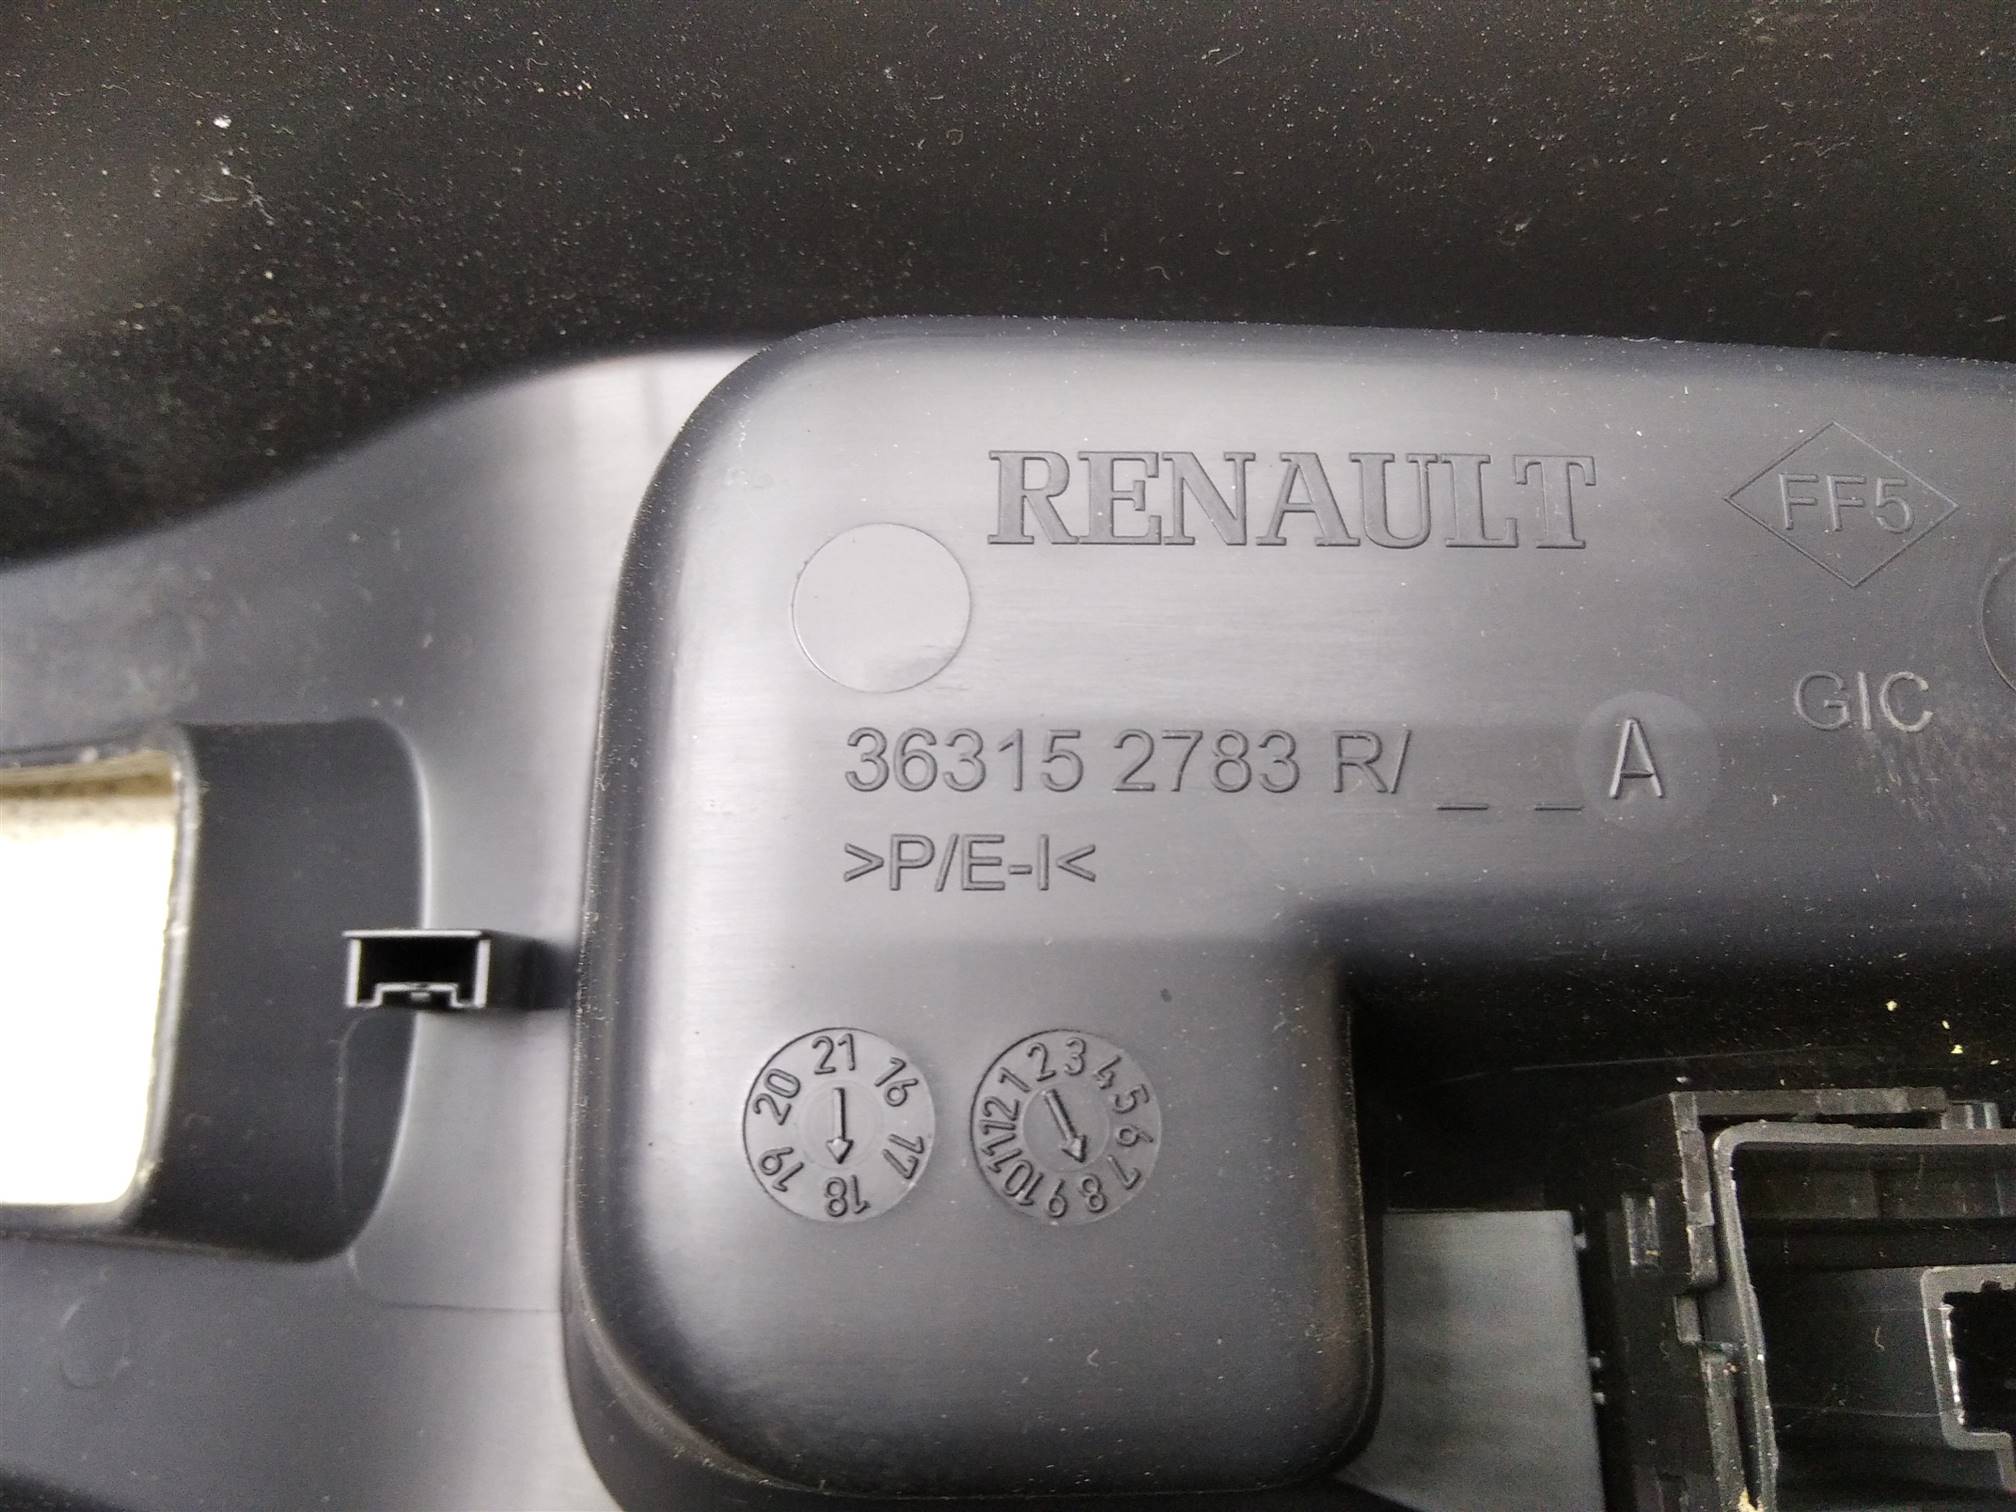 RENAULT
FF5
GIC
36315 2783 R/_ _A
>P/E-I<
21 16 17 18 19 20
1 2 3 4 5 6 7 8 9 10 11 12